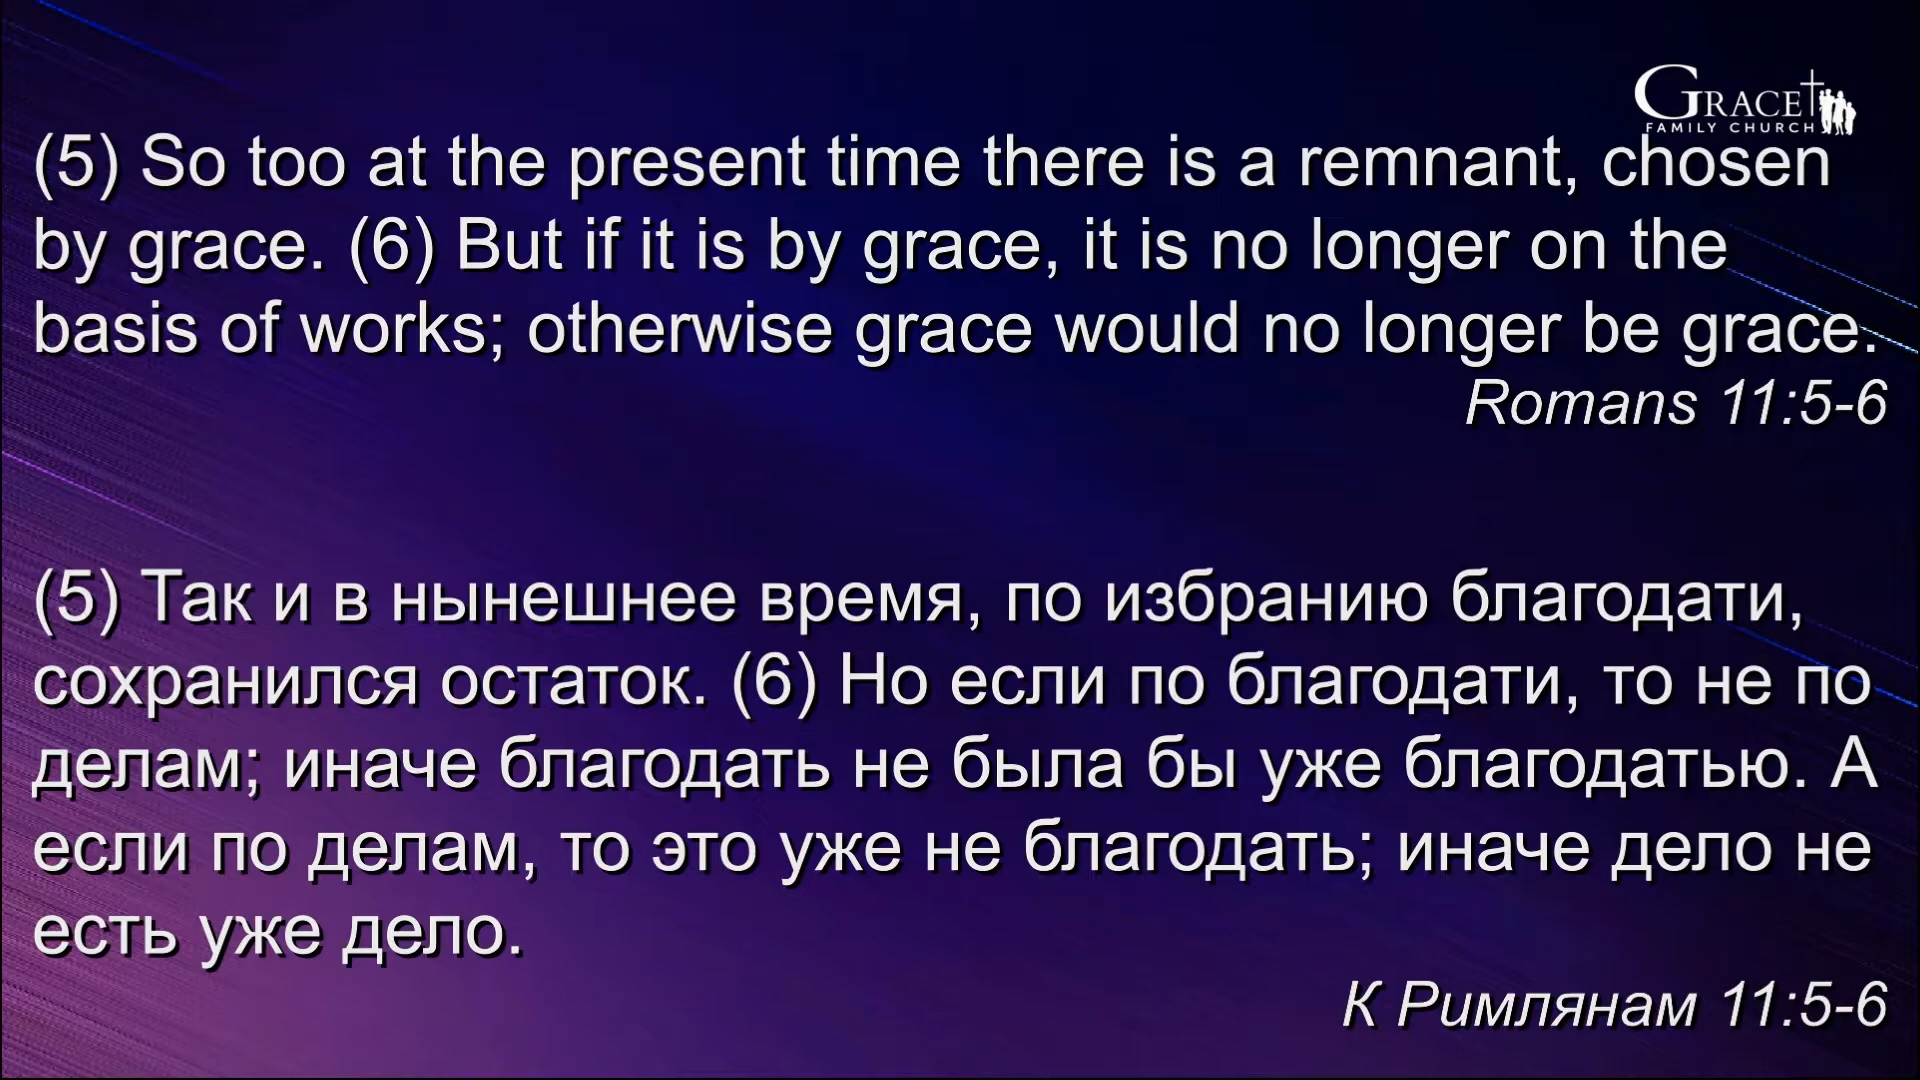 GRACE
FAMILY CHURCH
(5) So too at the present time there is a remnant, chosen
by grace. (6) But if it is by grace, it is no longer on the
basis of works; otherwise grace would no longer be grace.
Romans 11:5-6
(5) Так и в нынешнее время, по избранию благодати,
сохранился остаток. (6) Но если по благодати, то не по
делам; иначе благодать не была бы уже благодатью. А
если по делам, то это уже не благодать; иначе дело не
есть уже дело.
К Римлянам 11:5-6